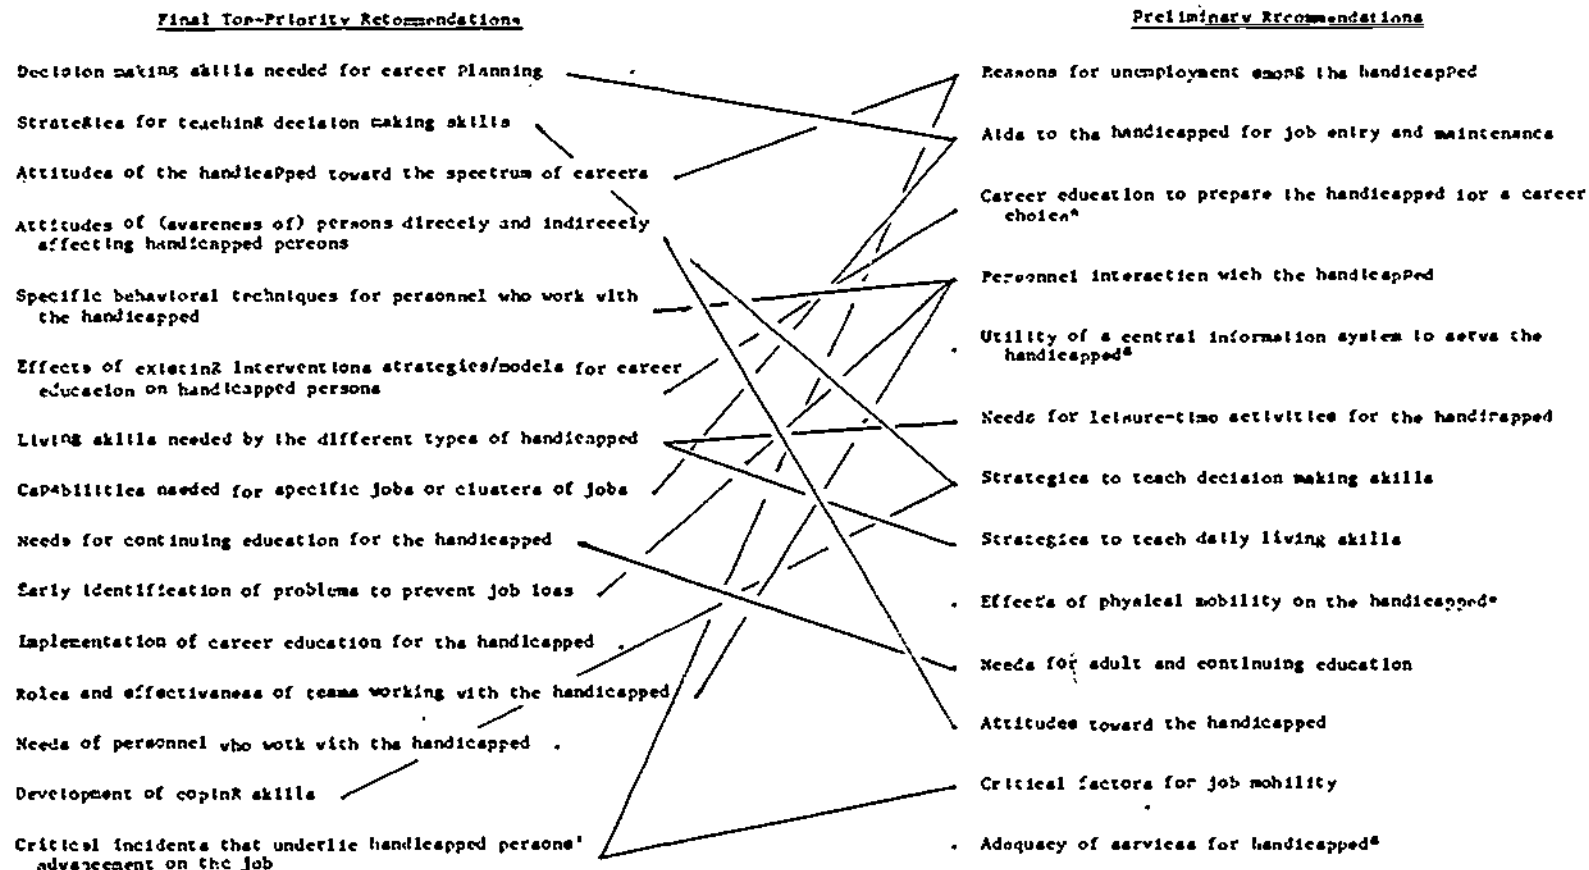 Final Top-Priority Recommendations
Decision making skills needed for career Planning
Strategies for teaching decision making skills
Attitudes of the handicaPped toward the spectrum of careers
Attitudes of (awareness of) persons direcely and indireecely
affecting handicapped persons
Specific behavioral techniques for personnel who work with
the handicapped
Effects of existing Interventions strategies/models for career
education on handicapped persons
Living skills needed by the different types of handicapped
Capabilities needed for specific jobs or clusters of jobs
Needs for continuing education for the handicapped
Early identification of problems to prevent job loss
Implementation of career education for the handicapped
Roles and effectiveness of teams working with the handicapped
Needs of personnel who work with the handicapped
Development of coping skills
Critical incidents that underlie handicapped persons'
advancement on the job
Preliminary Recommendations
Reasons for unemployment among the handicapPed
Aids to the handicapped for job entry and maintenance
Career education to prepare the handicapped for a career
choice*
Personnel interaction with the handicapPed
Utility of a central information system to serve the
handicapped*
Needs for leisure-time activities for the handicapped
Strategies to teach decision making skills
Strategies to teach daily living skills
Effects of physical mobility on the handicapped*
Needs for adult and continuing education
Attitudes toward the handicapped
Critical factors for job mobility
Adequacy of services for handicapped*